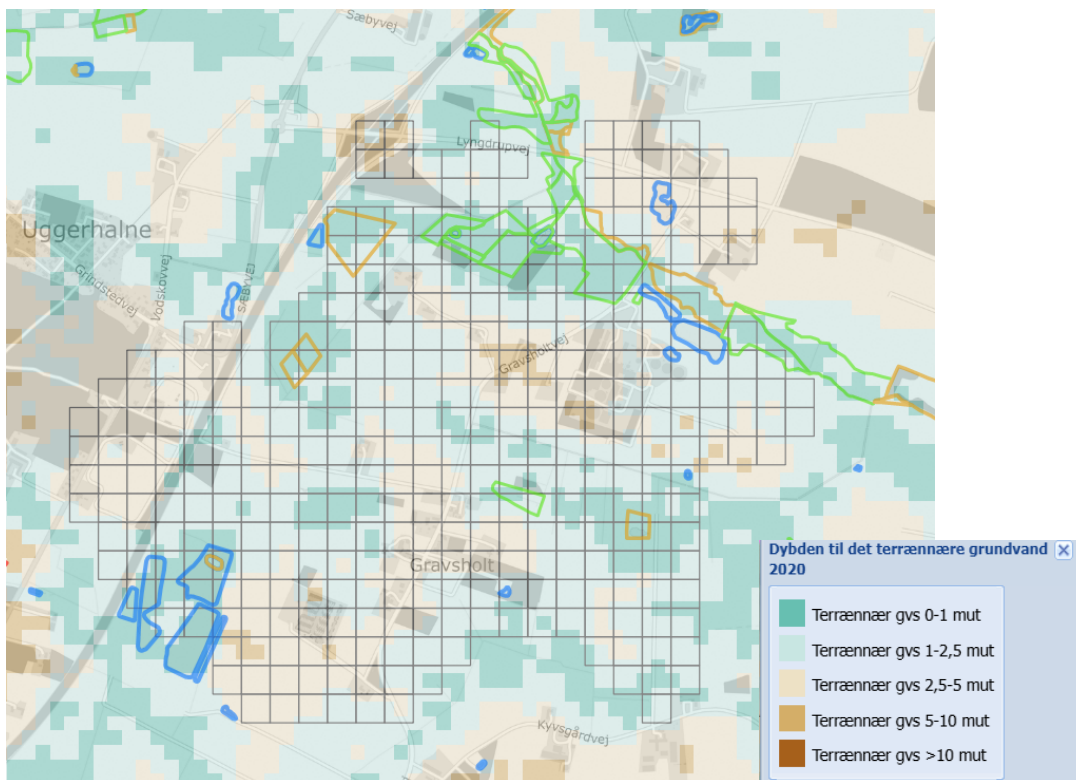 Sæbyvej
Lyngdrupvej
Uggerhalne
Grindstedvej
Vodskovvej
SÆBYVEJ
Gravsholtvej
Gravsholt
Kyvsgårdvej
Dybden til det terrænnære grundvand
2020
Terrænnær gvs 0-1 mut
Terrænnær gvs 1-2,5 mut
Terrænnær gvs 2,5-5 mut
Terrænnær gvs 5-10 mut
Terrænnær gvs >10 mut